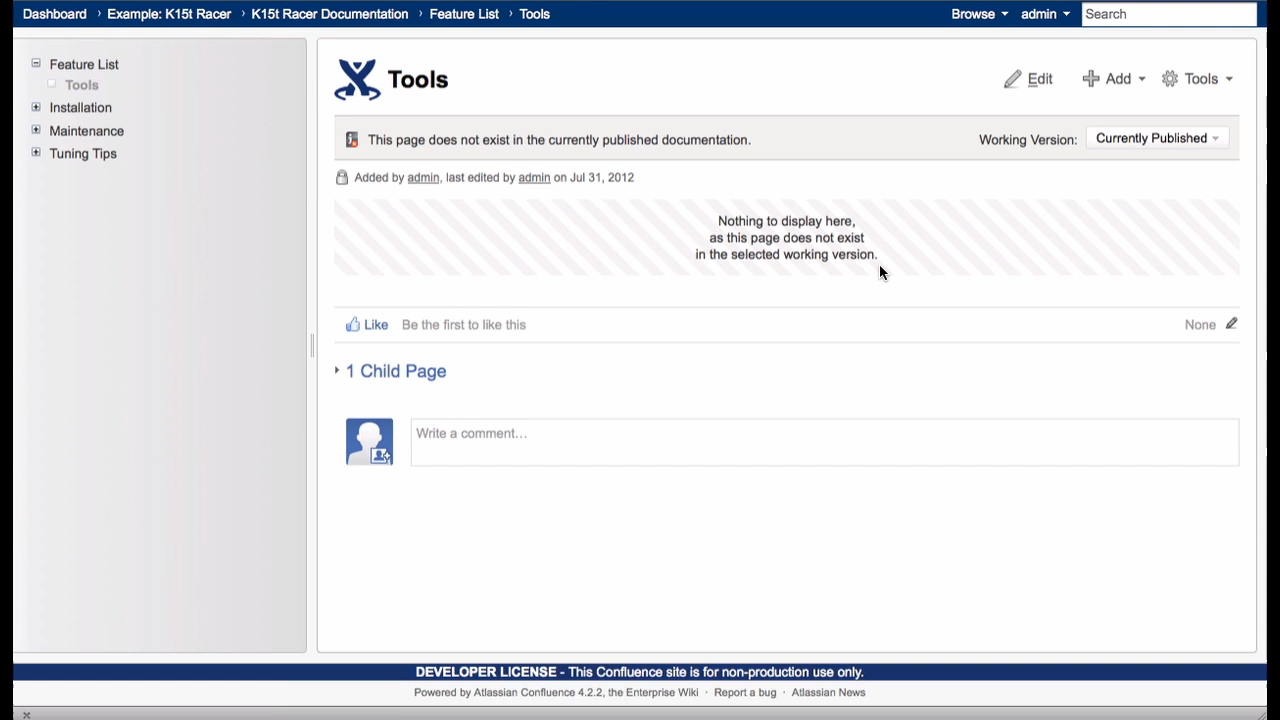 Dashboard › Example: K15t Racer › K15t Racer Documentation › Feature List › Tools
Browse admin Search
Feature List
Tools
Installation
Maintenance
Tuning Tips
Tools
Edit Add Tools
This page does not exist in the currently published documentation.
Working Version: Currently Published
Added by admin, last edited by admin on Jul 31, 2012
Nothing to display here,
as this page does not exist
in the selected working version.
Like Be the first to like this
None
1 Child Page
Write a comment…
DEVELOPER LICENSE - This Confluence site is for non-production use only.
Powered by Atlassian Confluence 4.2.2, the Enterprise Wiki · Report a bug · Atlassian News